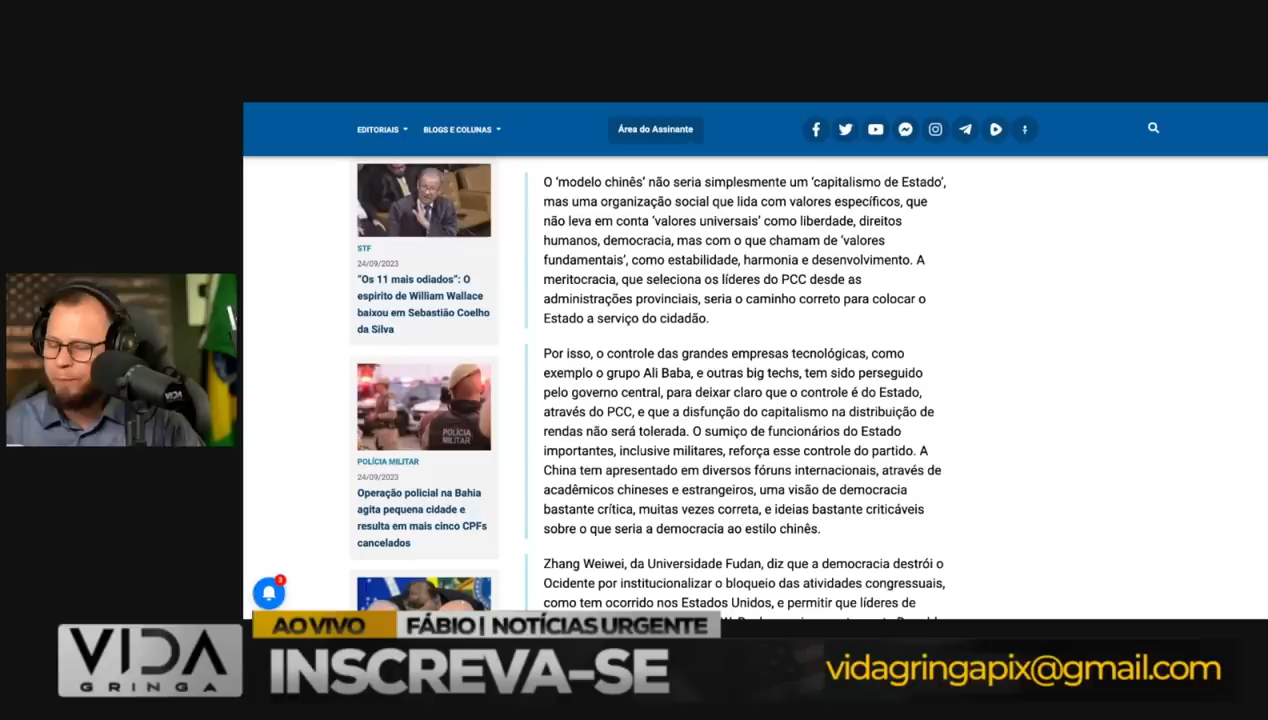 EDITORIAIS
BLOGS E COLUNAS
Área do Assinante
STF
24/09/2023
"Os 11 mais odiados": O
espirito de William Wallace
baixou em Sebastião Coelho
da Silva
POLÍCIA
MILITAR
POLÍCIA MILITAR
24/09/2023
Operação policial na Bahia
agita pequena cidade e
resulta em mais cinco CPFs
cancelados
O 'modelo chinês' não seria simplesmente um 'capitalismo de Estado',
mas uma organização social que lida com valores específicos, que
não leva em conta 'valores universais' como liberdade, direitos
humanos, democracia, mas com o que chamam de 'valores
fundamentais', como estabilidade, harmonia e desenvolvimento. A
meritocracia, que seleciona os líderes do PCC desde as
administrações provinciais, seria o caminho correto para colocar o
Estado a serviço do cidadão.
Por isso, o controle das grandes empresas tecnológicas, como
exemplo o grupo Ali Baba, e outras big techs, tem sido perseguido
pelo governo central, para deixar claro que o controle é do Estado,
através do PCC, e que a disfunção do capitalismo na distribuição de
rendas não será tolerada. O sumiço de funcionários do Estado
importantes, inclusive militares, reforça esse controle do partido. A
China tem apresentado em diversos fóruns internacionais, através de
acadêmicos chineses e estrangeiros, uma visão de democracia
bastante crítica, muitas vezes correta, e ideias bastante criticáveis
sobre o que seria a democracia ao estilo chinês.
Zhang Weiwei, da Universidade Fudan, diz que a democracia destrói o
Ocidente por institucionalizar o bloqueio das atividades congressuais,
como tem ocorrido nos Estados Unidos, e permitir que líderes de
3
AO VIVO
FÁBIO | NOTÍCIAS URGENTE
VIDA
GRINGA
INSCREVA-SE
vidagringapix@gmail.com